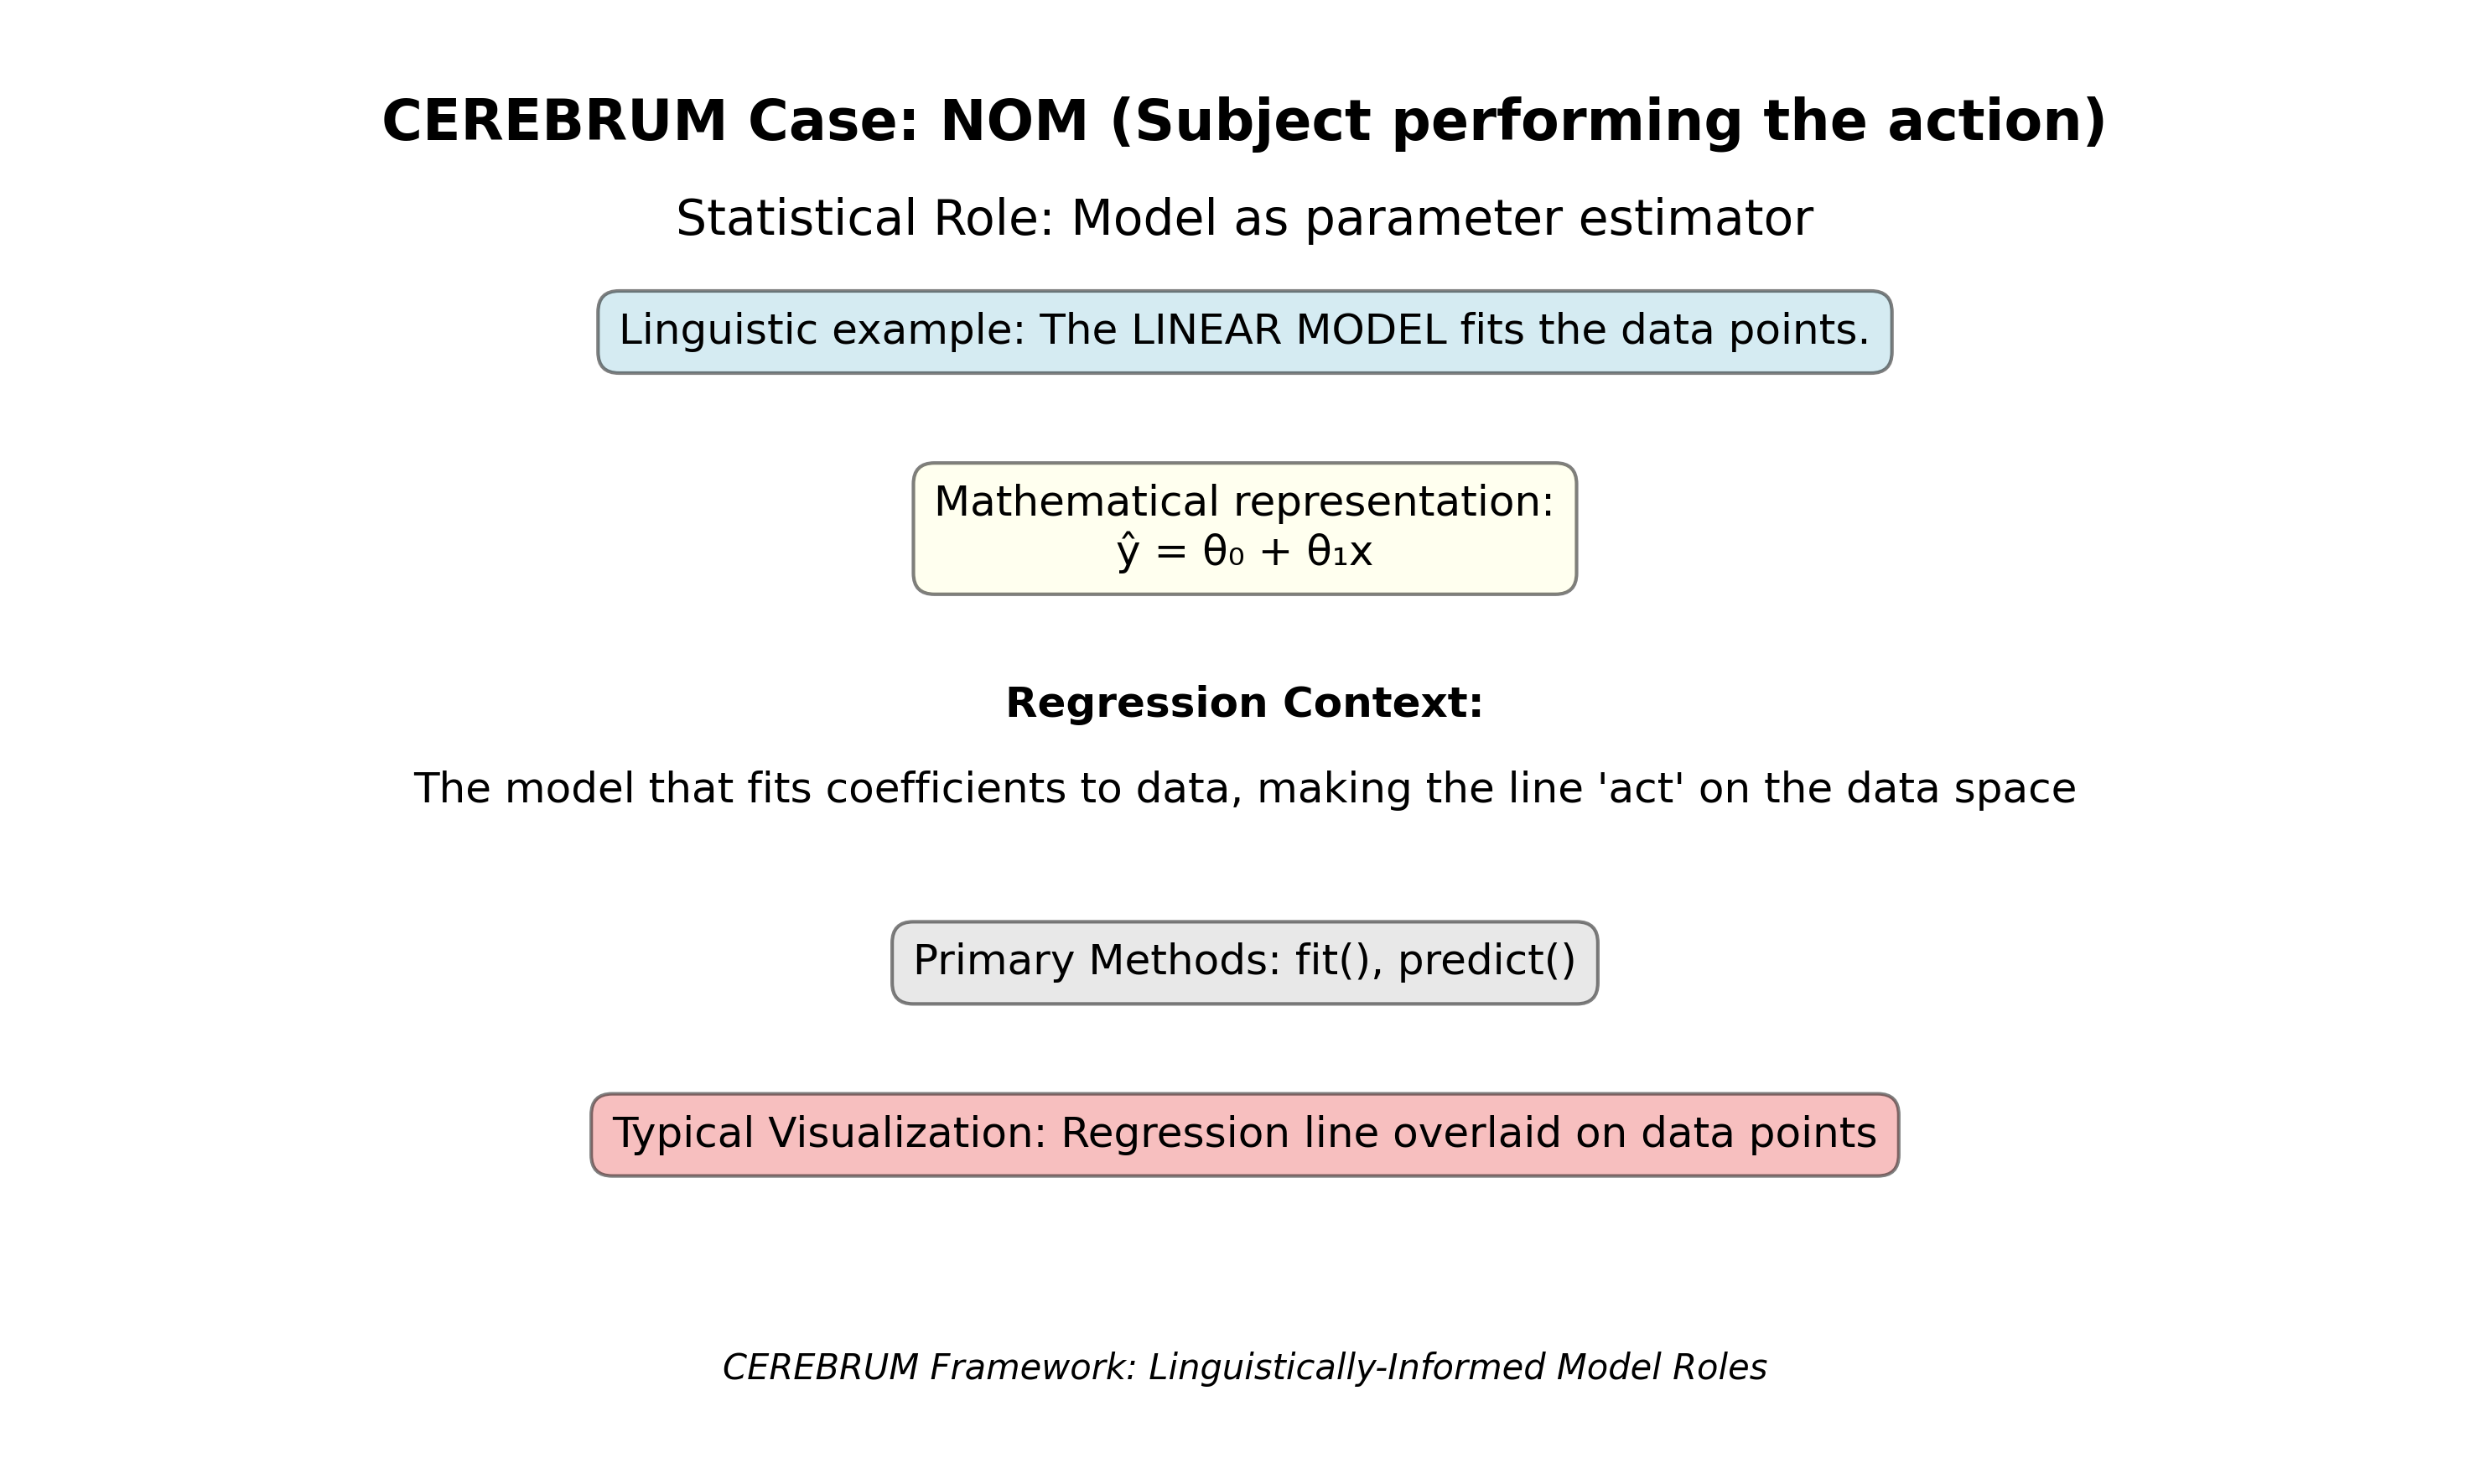 CEREBRUM Case: NOM (Subject performing the action)
Statistical Role: Model as parameter estimator
Linguistic example: The LINEAR MODEL fits the data points.
Mathematical representation:
ŷ = θ₀ + θ₁x
Regression Context:
The model that fits coefficients to data, making the line 'act' on the data space
Primary Methods: fit(), predict()
Typical Visualization: Regression line overlaid on data points
CEREBRUM Framework: Linguistically-Informed Model Roles